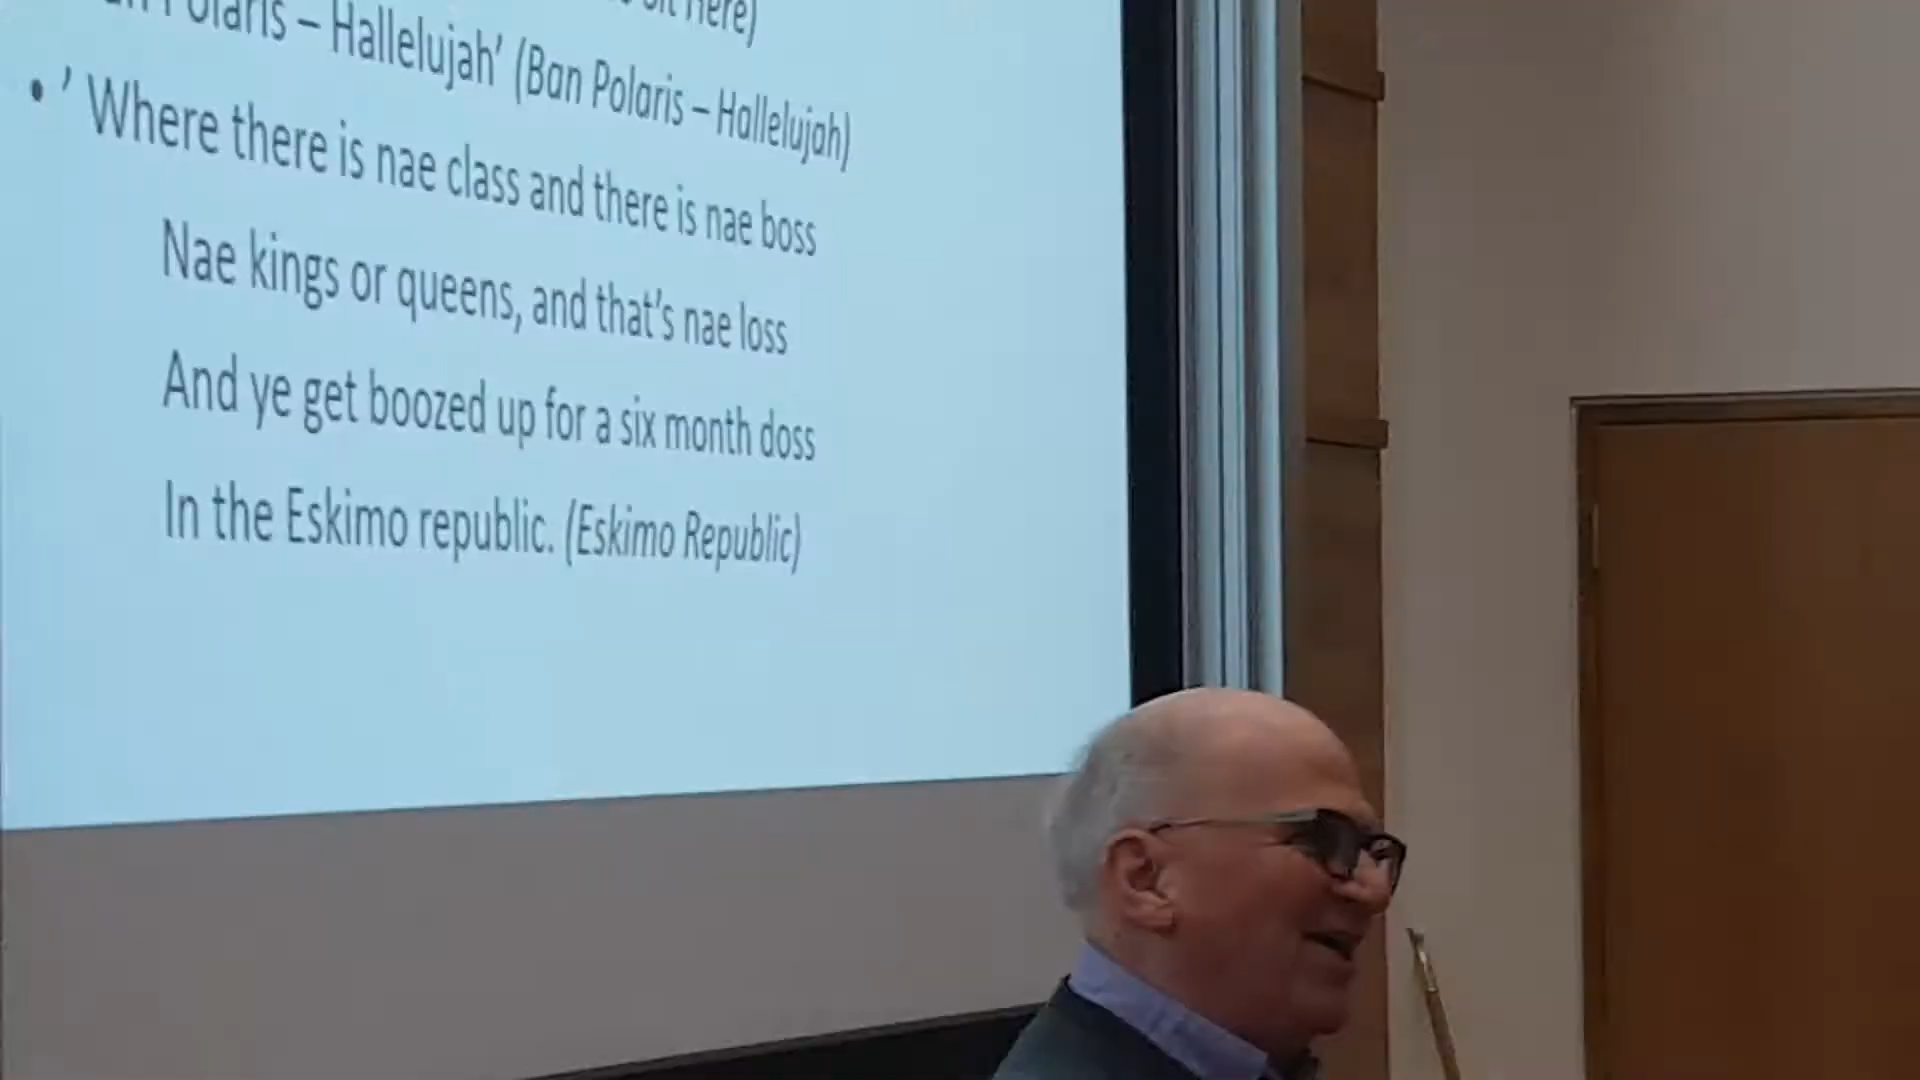 Here)
Polaris – Hallelujah’ (Ban Polaris – Hallelujah)
• ’ Where there is nae class and there is nae boss
Nae kings or queens, and that’s nae loss
And ye get boozed up for a six month doss
In the Eskimo republic. (Eskimo Republic)